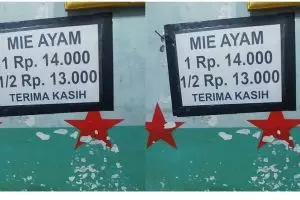 MIE AYAM
1 Rp. 14.000
1/2 Rp. 13.000
TERIMA KASIH
MIE AYAM
1 Rp. 14.000
1/2 Rp. 13.000
TERIMA KASIH